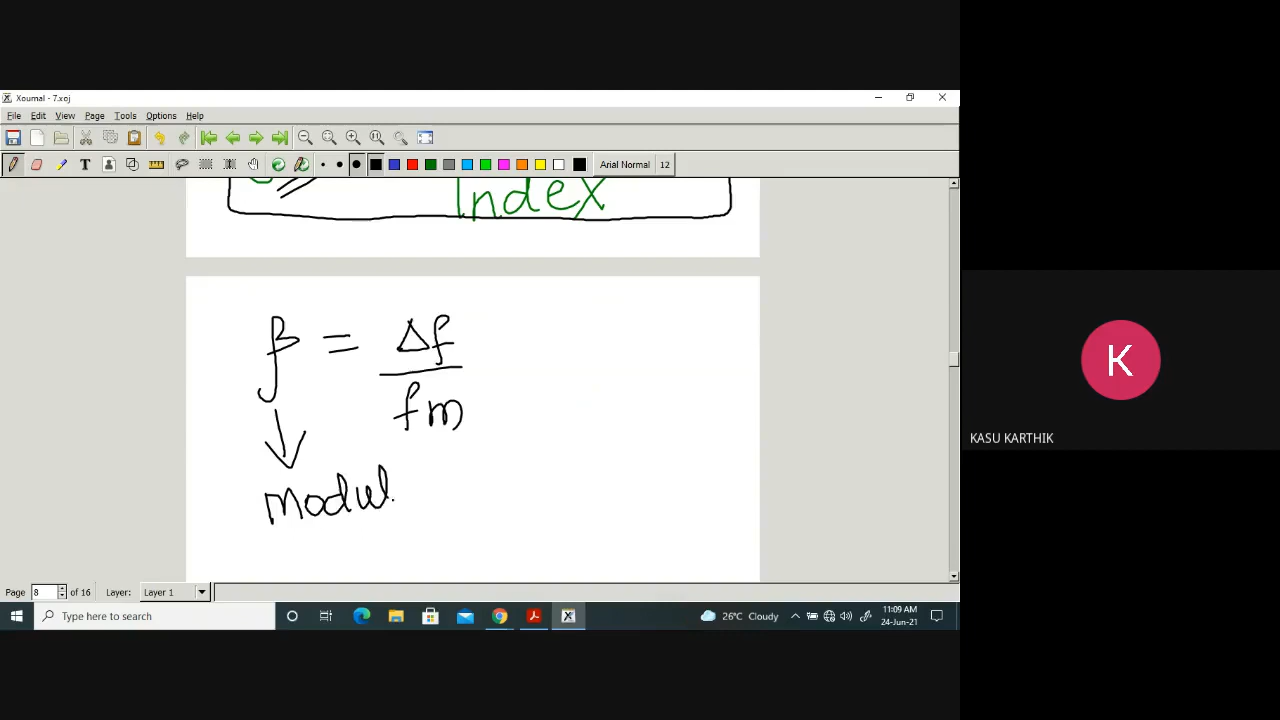 Xournal - 7.xoj
File Edit View Page Tools Options Help
Arial Normal 12
Index
β = Δf
fm
modul
K
KASU KARTHIK
Page 8 of 16 Layer: Layer 1
Type here to search
26°C Cloudy
11:09 AM
24-Jun-21